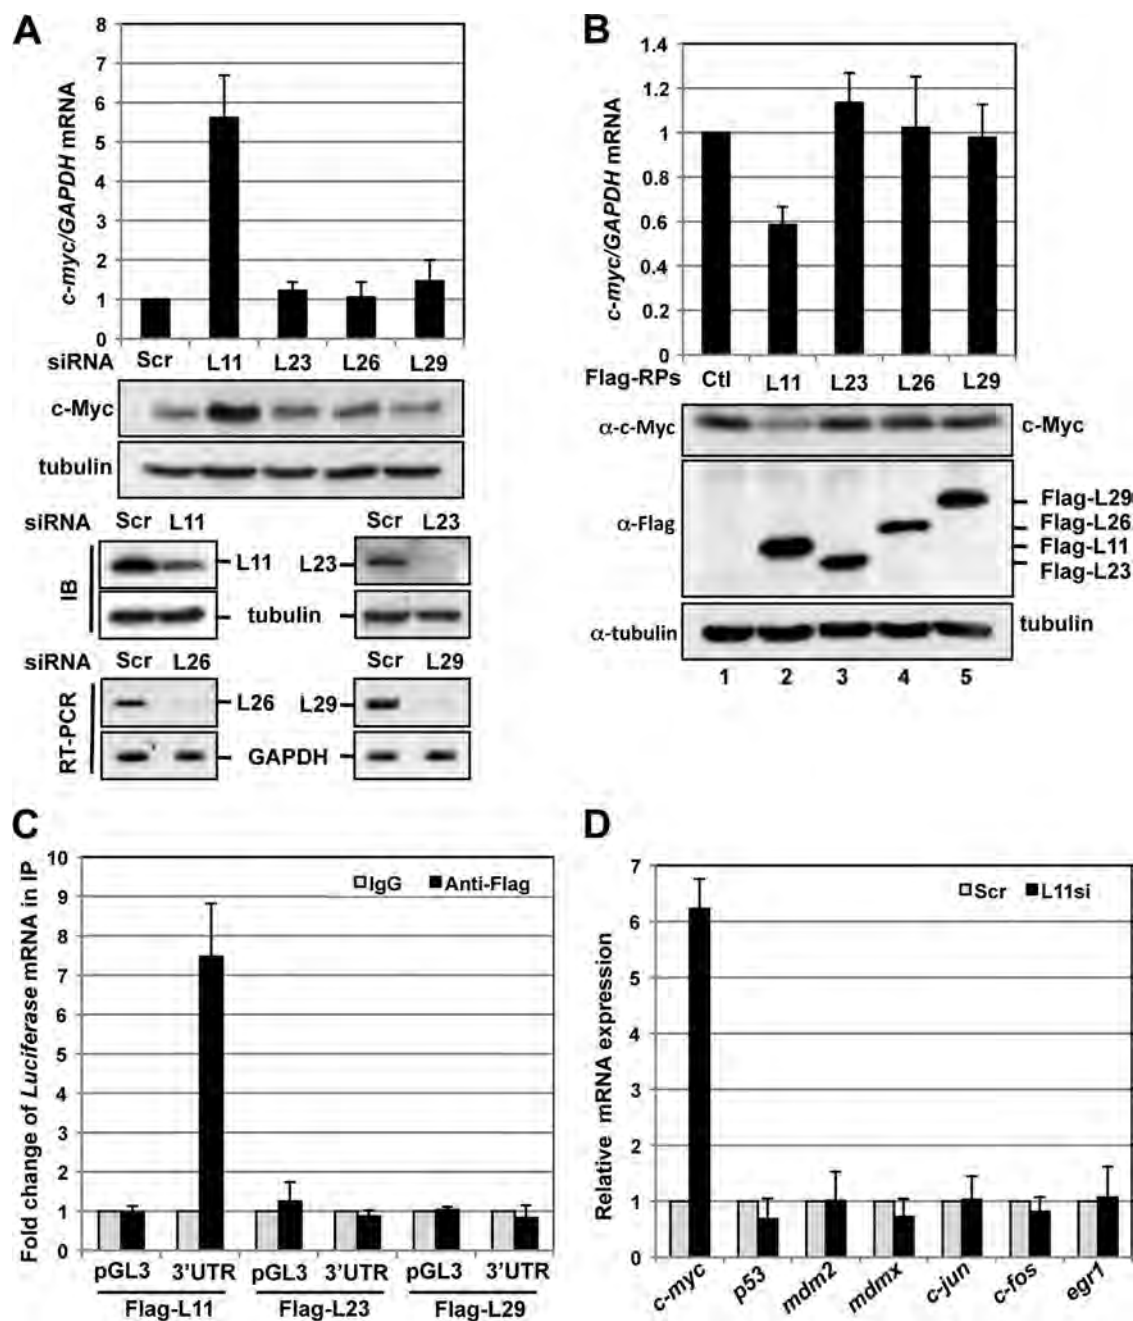 A
8
7
6
5
4
3
2
1
0
c-myc/GAPDH mRNA
siRNA Scr L11 L23 L26 L29
c-Myc
tubulin
siRNA Scr L11 Scr L23
IB
L11 L23
tubulin
siRNA Scr L26 Scr L29
RT-PCR
L26 L29
GAPDH
B
1.4
1.2
1
0.8
0.6
0.4
0.2
0
c-myc/GAPDH mRNA
Flag-RPs Ctl L11 L23 L26 L29
α-c-Myc c-Myc
α-Flag
Flag-L29
Flag-L26
Flag-L11
Flag-L23
α-tubulin tubulin
1 2 3 4 5
C
10
9
8
7
6
5
4
3
2
1
0
Fold change of Luciferase mRNA in IP
IgG Anti-Flag
pGL3 3'UTR pGL3 3'UTR pGL3 3'UTR
Flag-L11 Flag-L23 Flag-L29
D
7
6
5
4
3
2
1
0
Relative mRNA expression
Scr L11si
c-myc p53 mdm2 mdmx c-jun c-fos egr1